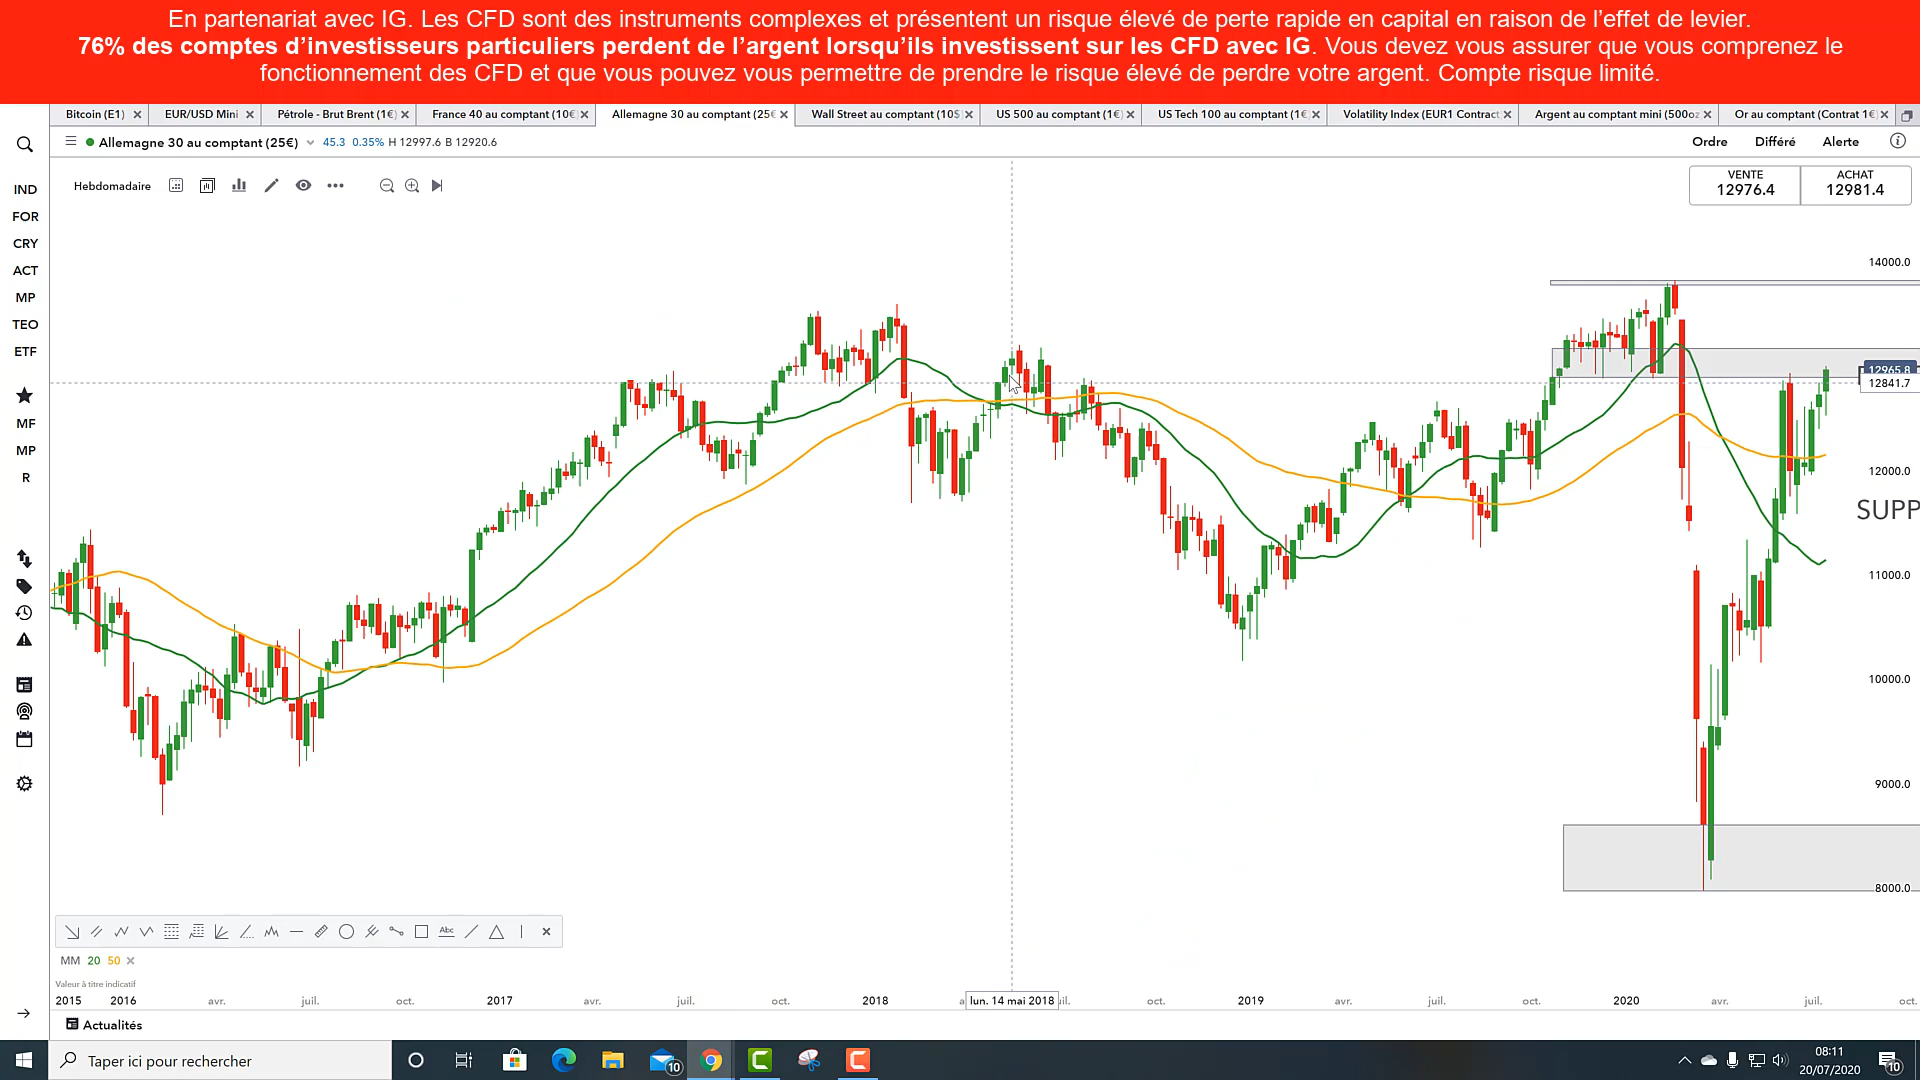 En partenariat avec IG. Les CFD sont des instruments complexes et présentent un risque élevé de perte rapide en capital en raison de l'effet de levier.
76% des comptes d'investisseurs particuliers perdent de l'argent lorsqu'ils investissent sur les CFD avec IG. Vous devez vous assurer que vous comprenez le
fonctionnement des CFD et que vous pouvez vous permettre de prendre le risque élevé de perdre votre argent. Compte risque limité.
Bitcoin (E1) EUR/USD Mini Pétrole - Brut Brent (1€) France 40 au comptant (10€) Allemagne 30 au comptant (25€ Wall Street au comptant (10$) US 500 au comptant (1€) US Tech 100 au comptant (1€) Volatility Index (EUR1 Contract) Argent au comptant mini (500oz Or au comptant (Contrat 1€)
Allemagne 30 au comptant (25€) 45.3 0.35% H 12997.6 B 12920.6
Ordre Différé Alerte
Hebdomadaire
VENTE ACHAT
12976.4 12981.4
IND
FOR
CRY
ACT
MP
TEO
ETF
MF
MP
R
14000.0
12965.8
12841.7
12000.0
SUPP
11000.0
10000.0
9000.0
8000.0
Abc
MM 20 50
Valeur à titre indicatif
2015 2016 avr. juil. oct. 2017 avr. juil. oct. 2018 a lun. 14 mai 2018 il. oct. 2019 avr. juil. oct. 2020 avr. juil. oct.
Actualités
Taper ici pour rechercher
10
08:11
20/07/2020
10